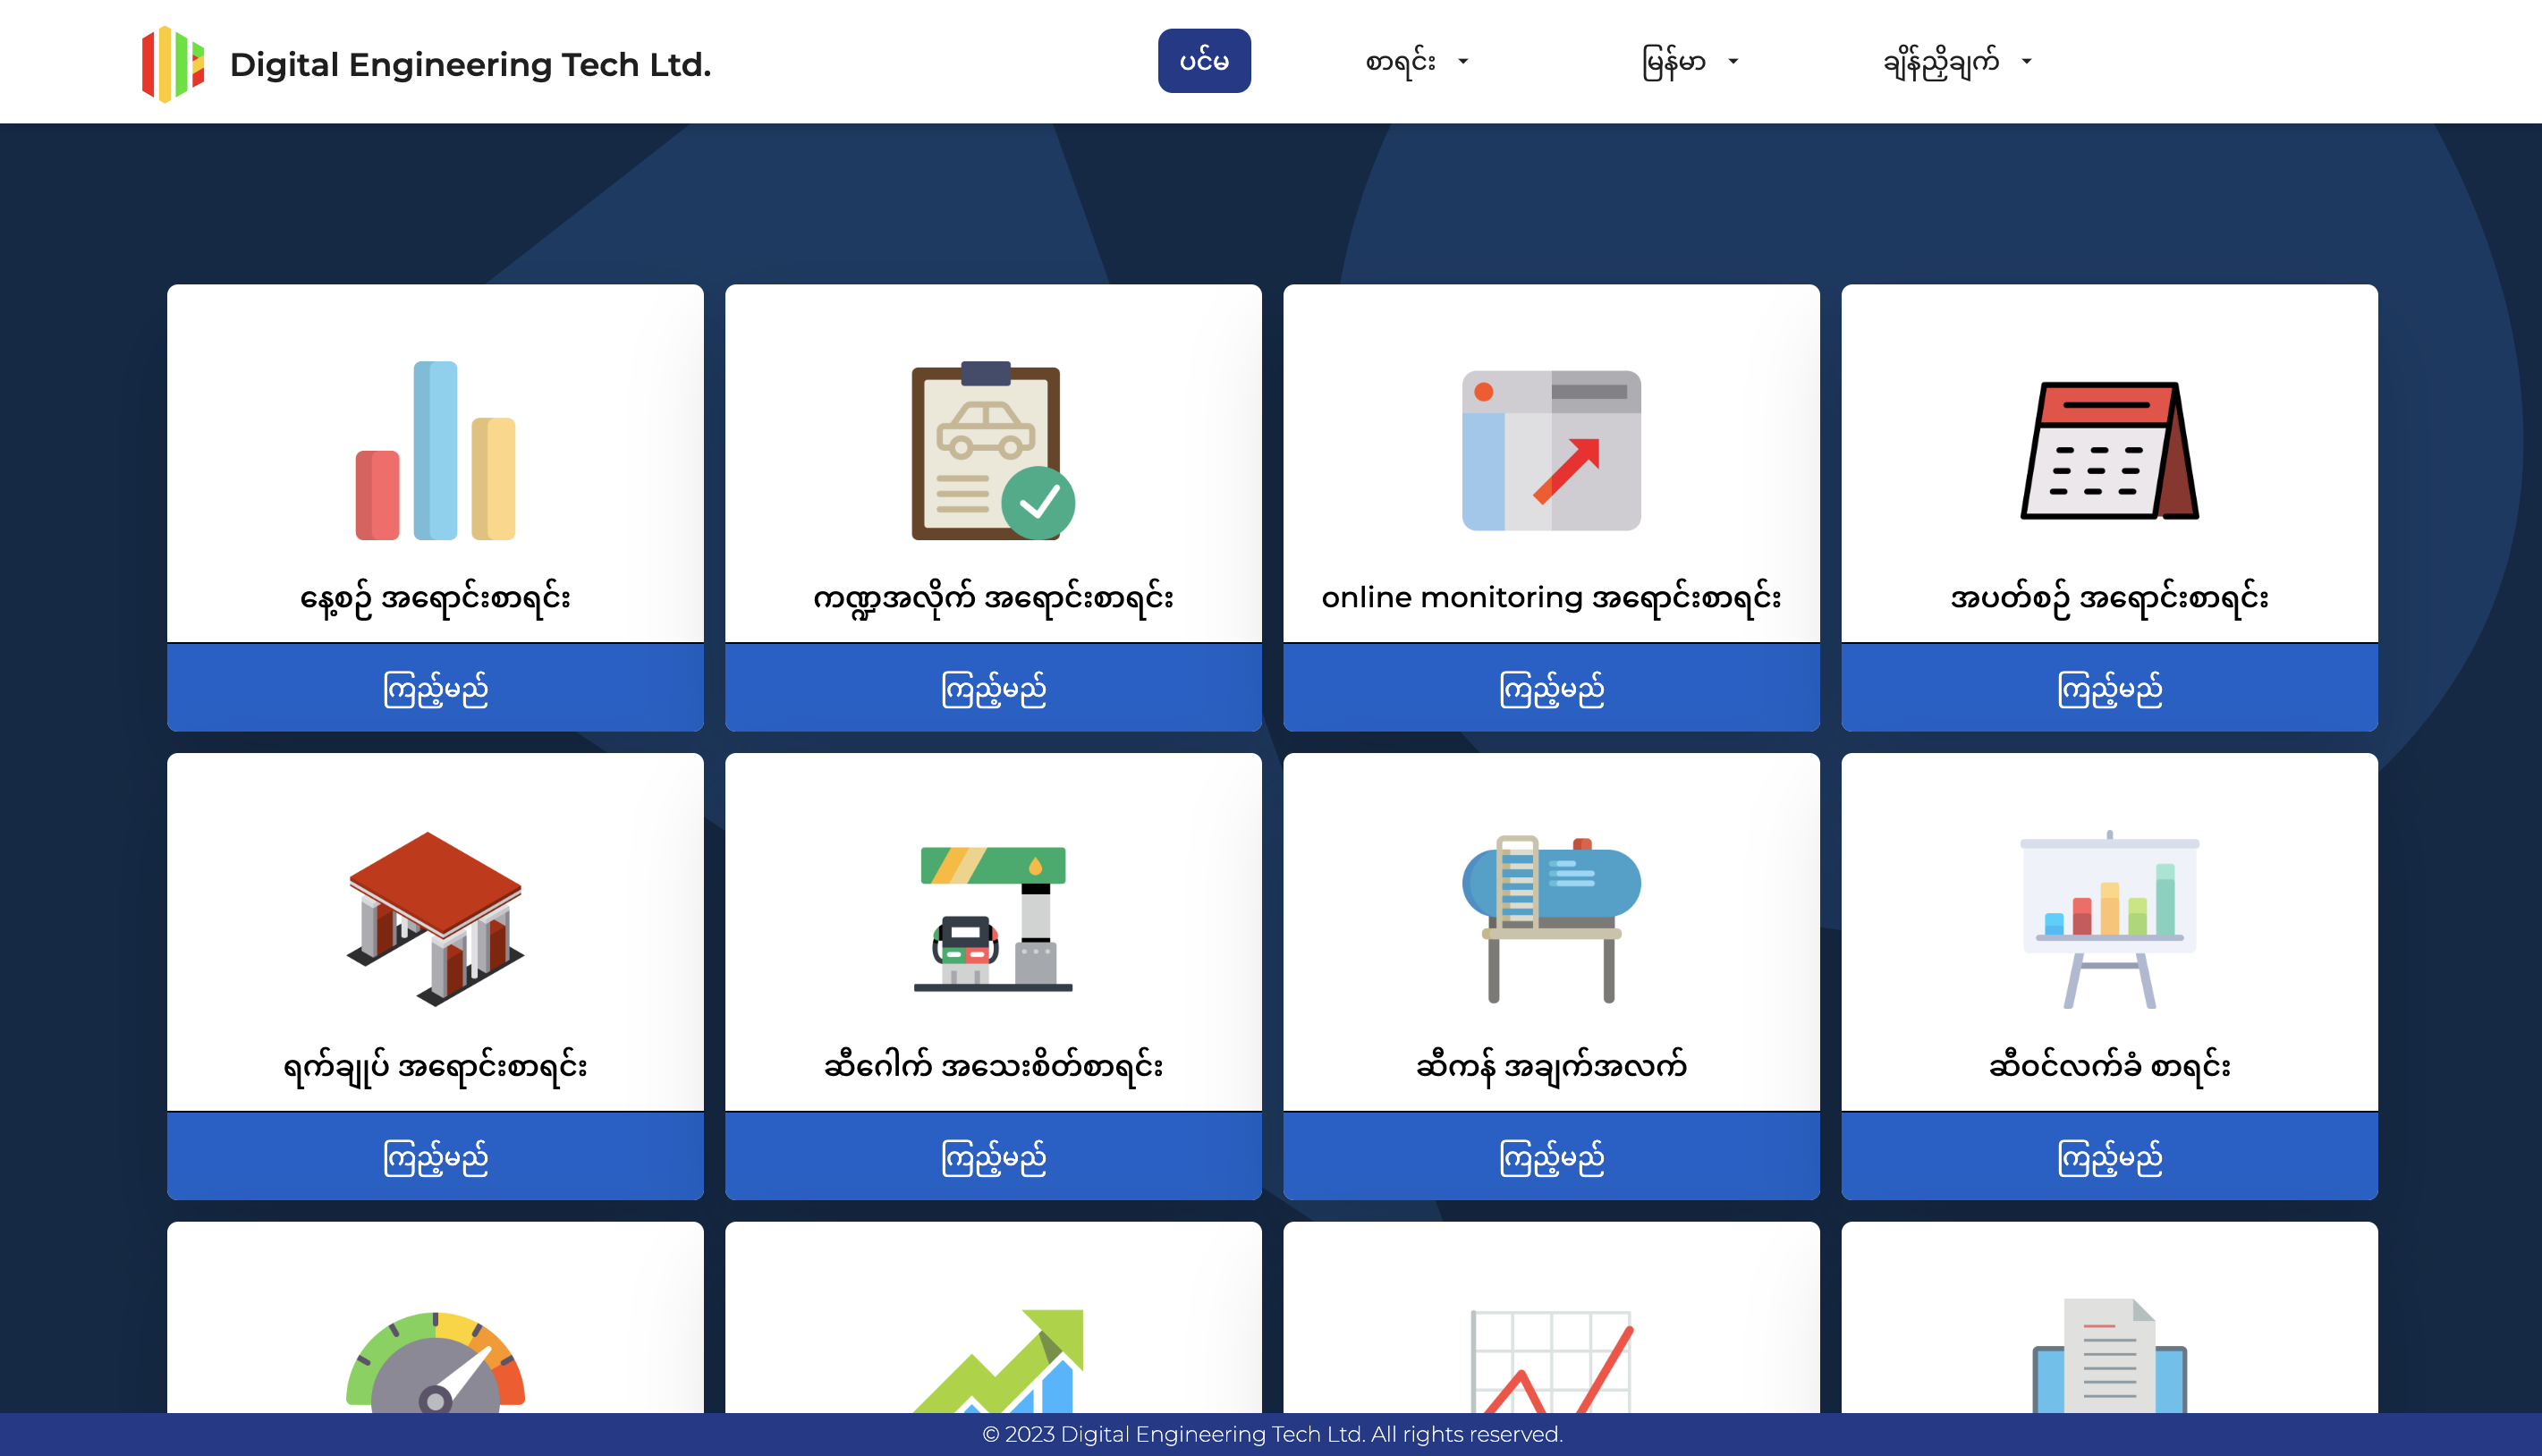 Digital Engineering Tech Ltd.
ပင်မ
စာရင်း
မြန်မာ
ချိန်ညှိချက်
နေ့စဉ် အရောင်းစာရင်း
ကဏ္ဍအလိုက် အရောင်းစာရင်း
online monitoring အရောင်းစာရင်း
အပတ်စဉ် အရောင်းစာရင်း
ကြည့်မည်
ကြည့်မည်
ကြည့်မည်
ကြည့်မည်
ရက်ချုပ် အရောင်းစာရင်း
ဆီဂေါက် အသေးစိတ်စာရင်း
ဆီကန် အချက်အလက်
ဆီဝင်လက်ခံ စာရင်း
ကြည့်မည်
ကြည့်မည်
ကြည့်မည်
ကြည့်မည်
© 2023 Digital Engineering Tech Ltd. All rights reserved.